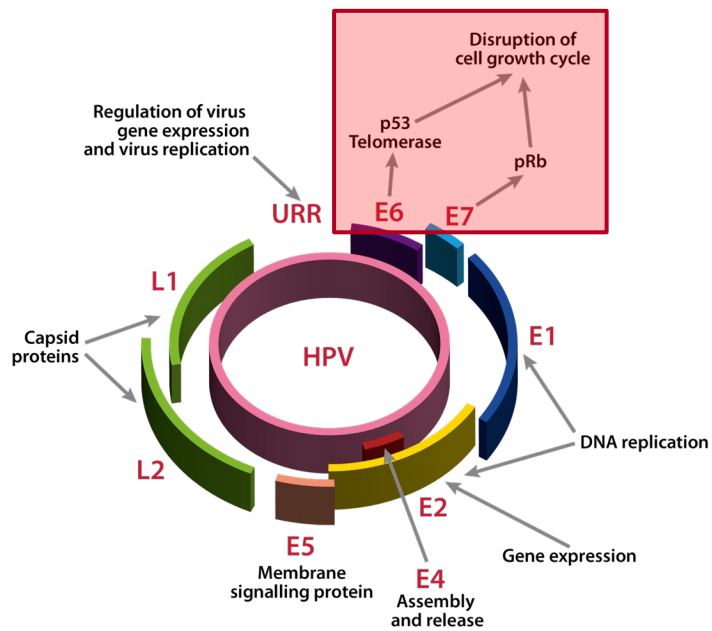 Disruption of
cell growth cycle
Regulation of virus
gene expression
and virus replication
p53
Telomerase
pRb
URR
E6
E7
L1
Capsid
proteins
HPV
E1
L2
DNA replication
E2
E5
Gene expression
Membrane
signalling protein
E4
Assembly
and release